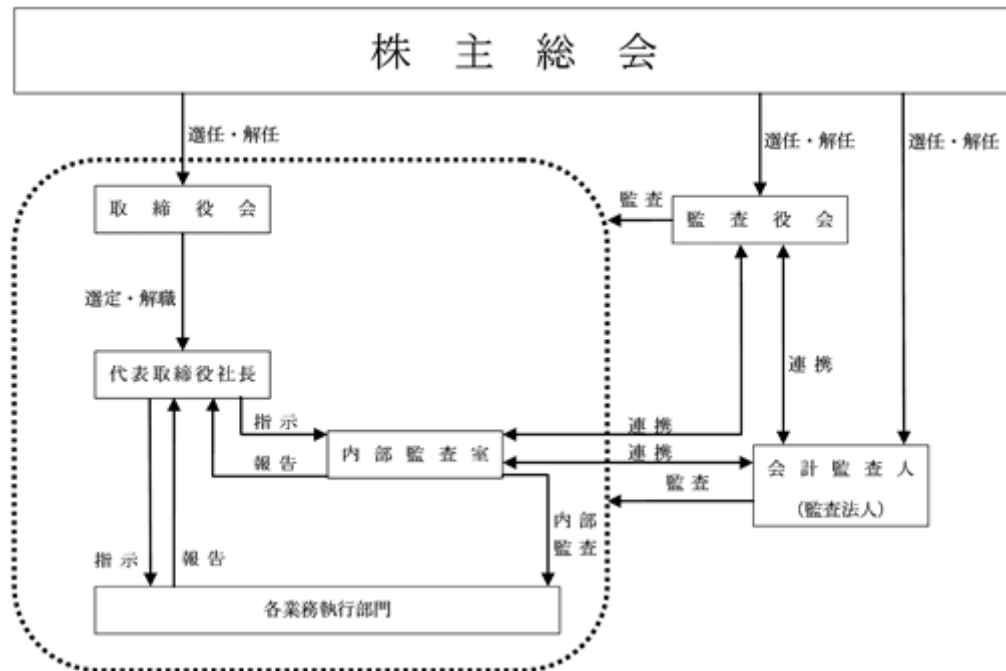 株主総会
選任・解任
選任・解任
選任・解任
取締役会
監査
監査役会
選定・解職
代表取締役社長
連携
指示
連携
内部監査室
報告
連携
会計監査人
(監査法人)
監査
内部
監査
指示
報告
各業務執行部門